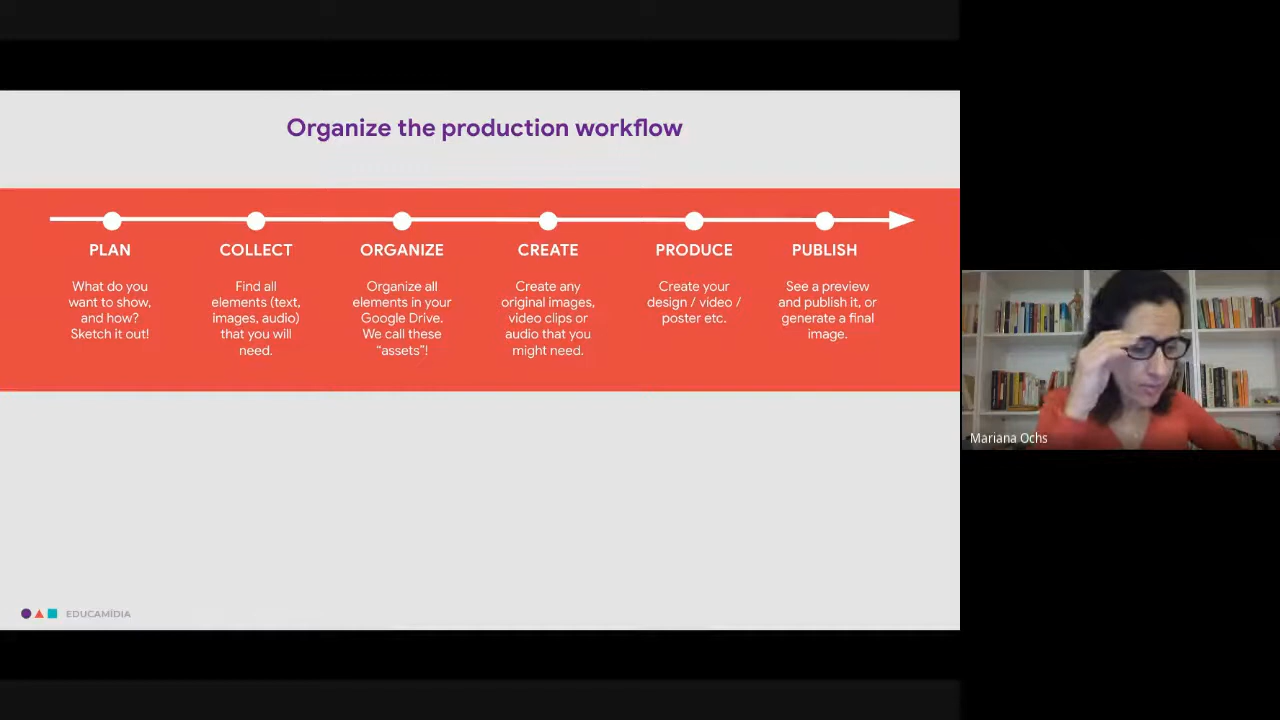 Organize the production workflow
PLAN
What do you
want to show,
and how?
Sketch it out!
COLLECT
Find all
elements (text,
images, audio)
that you will
need.
ORGANIZE
Organize all
elements in your
Google Drive.
We call these
“assets”!
CREATE
Create any
original images,
video clips or
audio that you
might need.
PRODUCE
Create your
design / video /
poster etc.
PUBLISH
See a preview
and publish it, or
generate a final
image.
Mariana Ochs
EDUCAMÍDIA